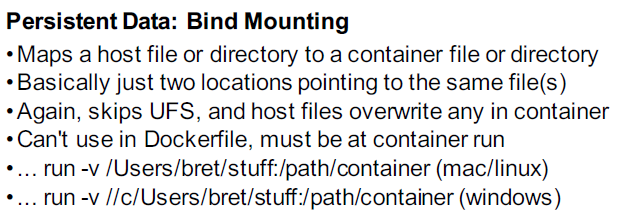 Persistent Data: Bind Mounting
•Maps a host file or directory to a container file or directory
•Basically just two locations pointing to the same file(s)
•Again, skips UFS, and host files overwrite any in container
•Can't use in Dockerfile, must be at container run
•... run -v /Users/bret/stuff:/path/container (mac/linux)
•... run -v //c/Users/bret/stuff:/path/container (windows)